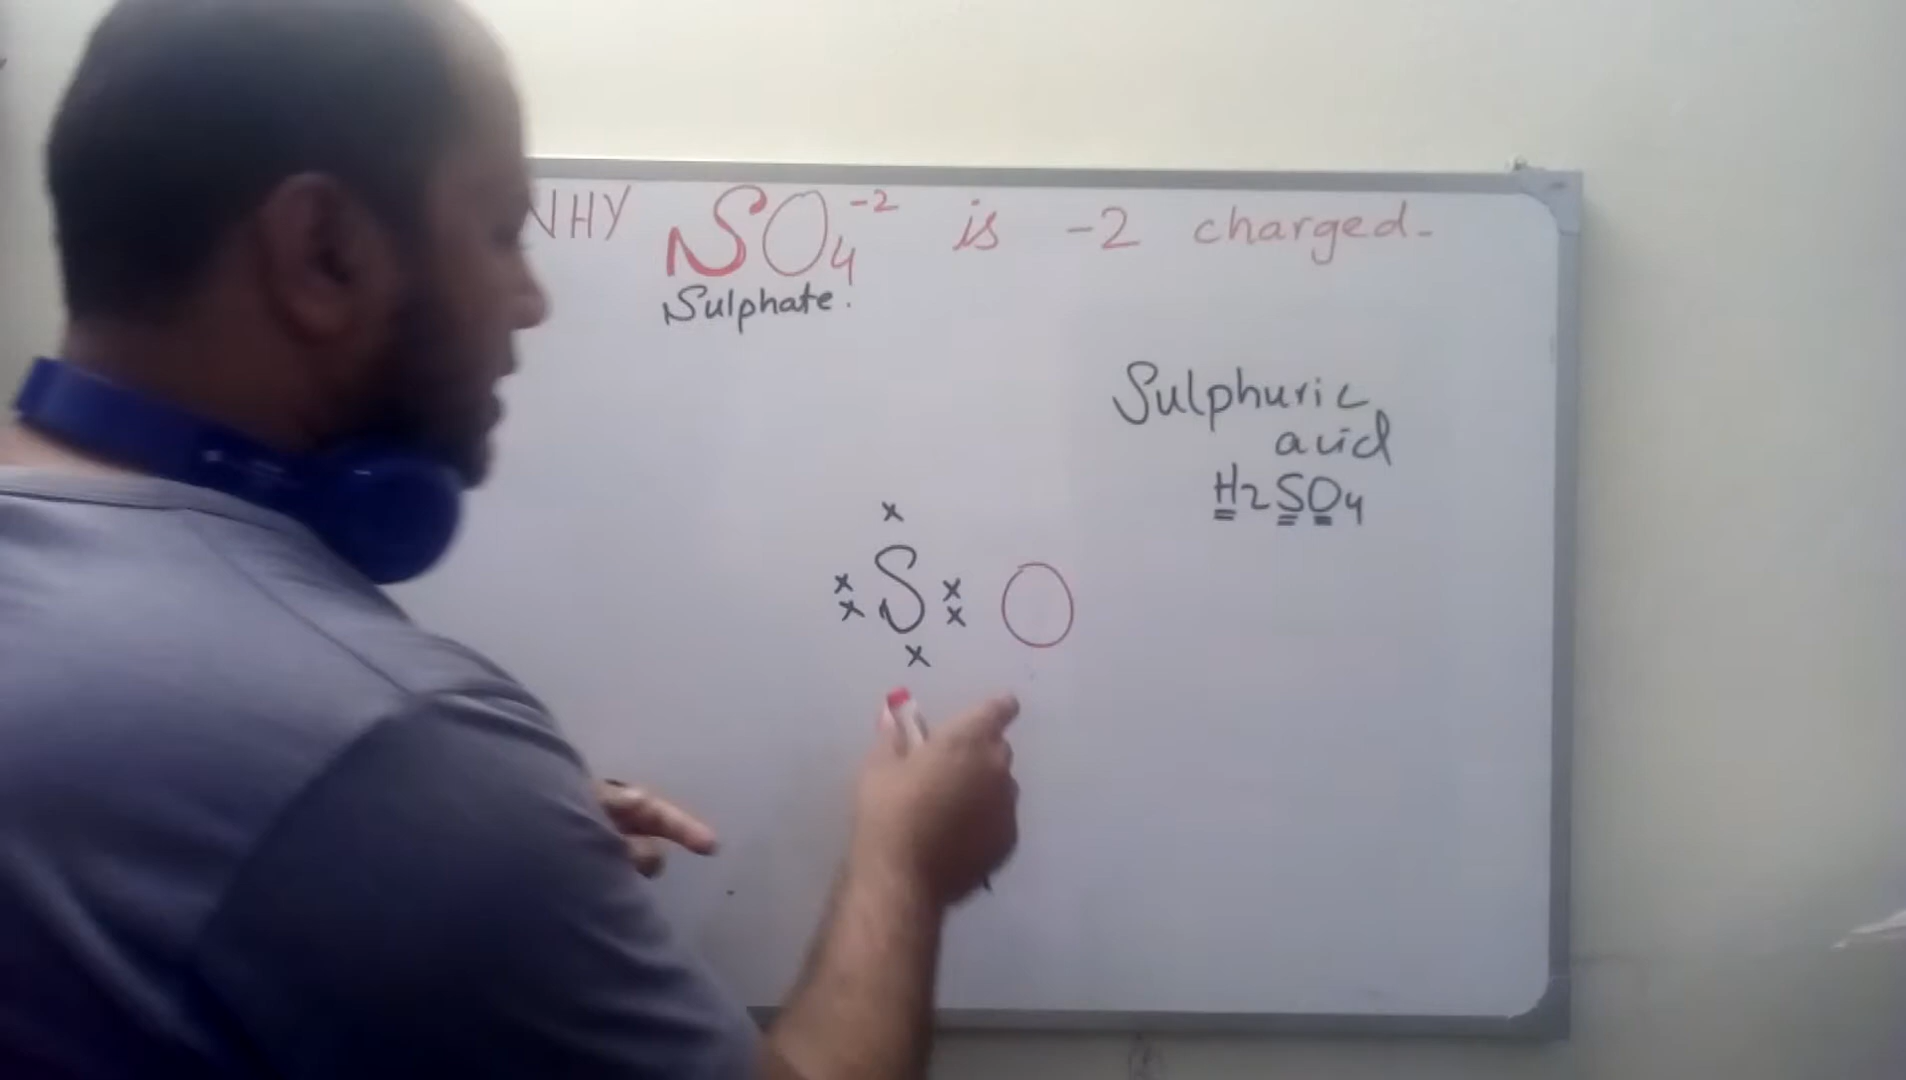 WHY SO₄⁻² is -2 charged-
Sulphate.
Sulphuric
acid
H2SO4
x
x S x O
x x
x